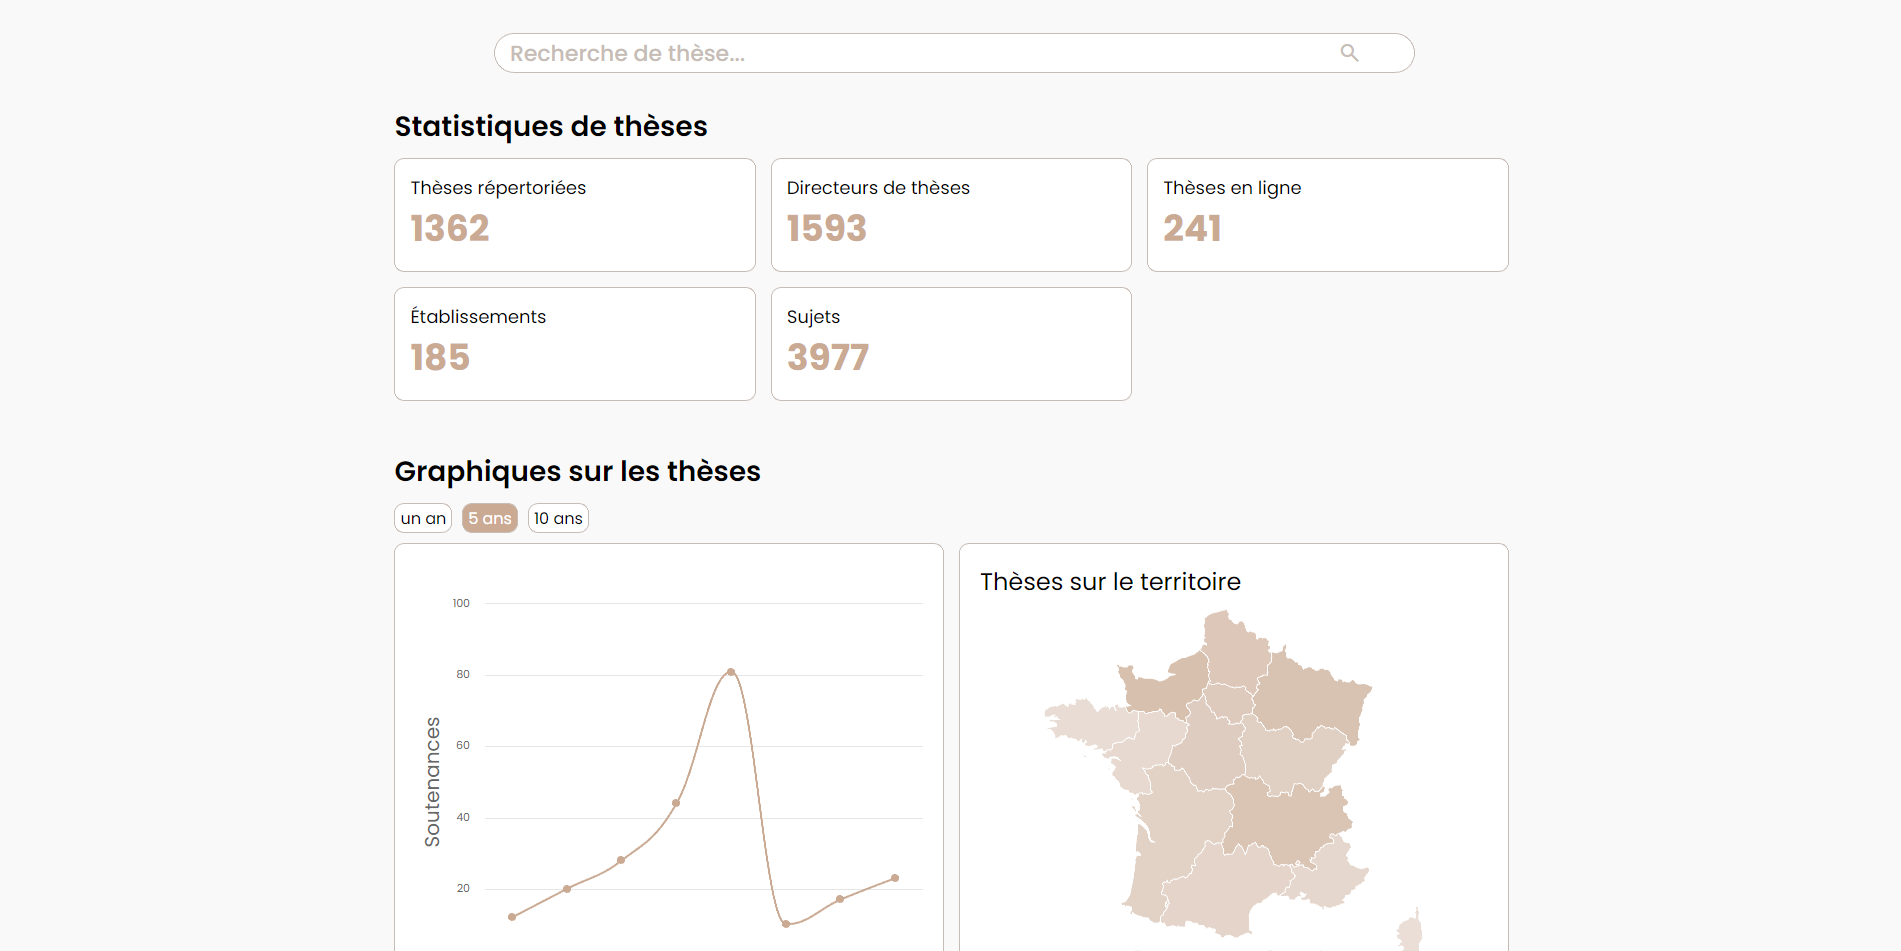 Recherche de thèse...
Statistiques de thèses
Thèses répertoriées
1362
Directeurs de thèses
1593
Thèses en ligne
241
Établissements
185
Sujets
3977
Graphiques sur les thèses
un an
5 ans
10 ans
100
80
60
40
20
Soutenances
Thèses sur le territoire